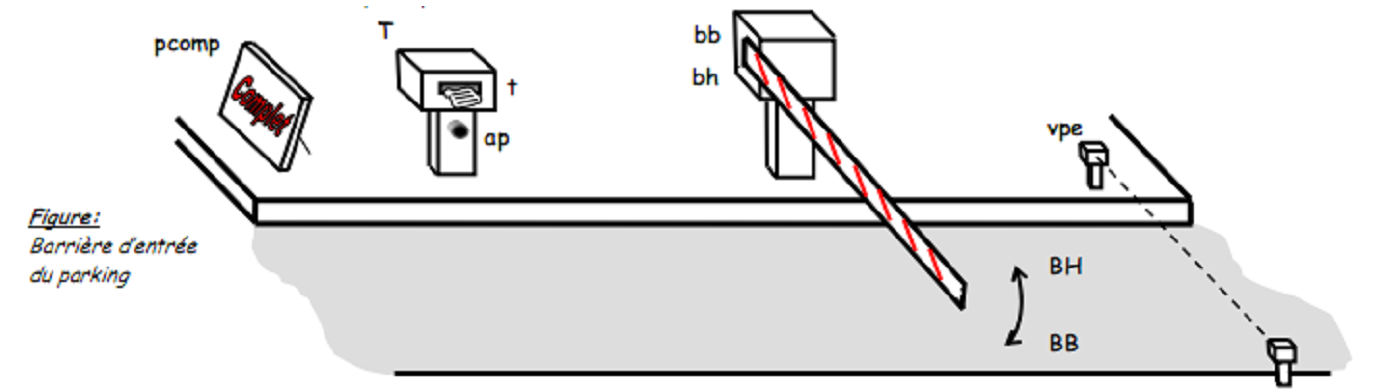 pcomp
Complet
T
t
ap
bb
bh
vpe
BH
BB
Figure:
Barrière d'entrée
du parking